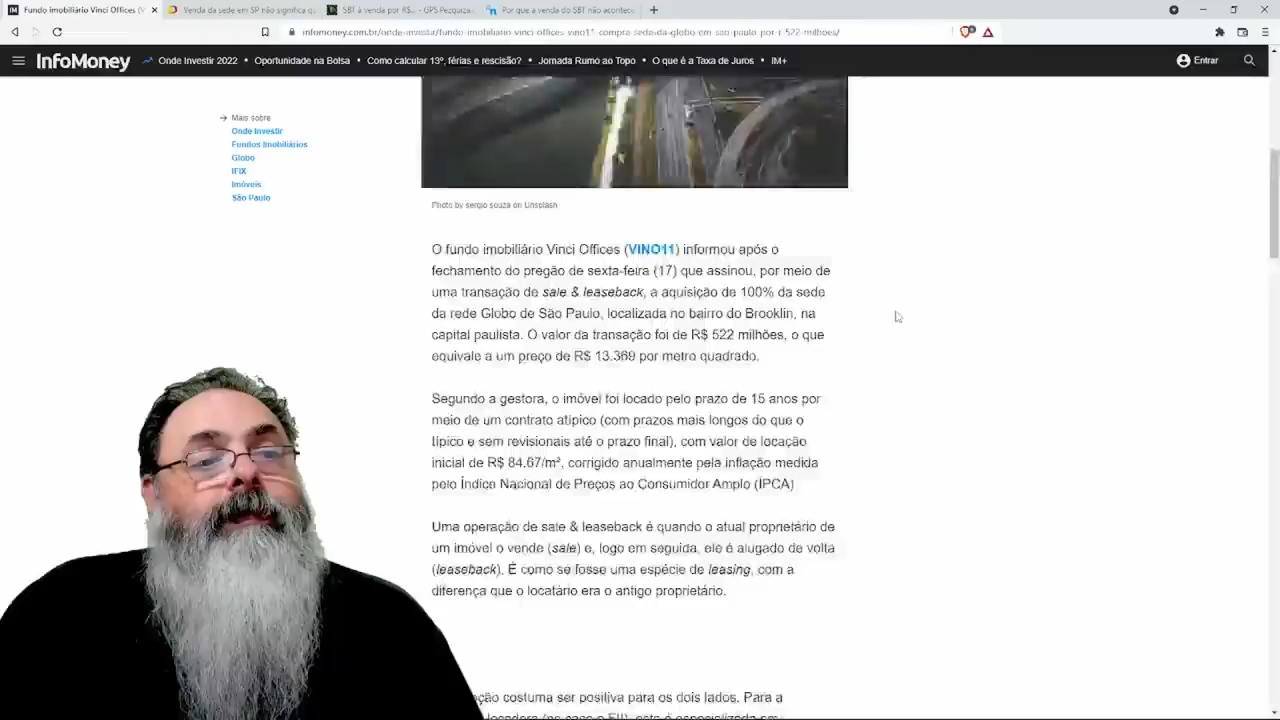 Fundo imobiliário Vinci Offices (V
Venda da sede em SP não significa qu
SBT à venda por R$... - GPS.Pezquiza.
Por que a venda do SBT não acontec
infomoney.com.br/onde-investir/fundo-imobiliario-vinci-offices-vino11-compra-sede-da-globo-em-sao-paulo-por-r-522-milhoes/
InfoMoney
Onde Investir 2022 • Oportunidade na Bolsa • Como calcular 13º, férias e rescisão? • Jornada Rumo ao Topo • O que é a Taxa de Juros • IM+
Entrar
Mais sobre
Onde Investir
Fundos Imobiliários
Globo
IFIX
Imóveis
São Paulo
Photo by sergio souza on Unsplash
O fundo imobiliário Vinci Offices (VINO11) informou após o
fechamento do pregão de sexta-feira (17) que assinou, por meio de
uma transação de sale & leaseback, a aquisição de 100% da sede
da rede Globo de São Paulo, localizada no bairro do Brooklin, na
capital paulista. O valor da transação foi de R$ 522 milhões, o que
equivale a um preço de R$ 13.369 por metro quadrado.
Segundo a gestora, o imóvel foi locado pelo prazo de 15 anos por
meio de um contrato atípico (com prazos mais longos do que o
típico e sem revisionais até o prazo final), com valor de locação
inicial de R$ 84,67/m², corrigido anualmente pela inflação medida
pelo Índice Nacional de Preços ao Consumidor Amplo (IPCA)
Uma operação de sale & leaseback é quando o atual proprietário de
um imóvel o vende (sale) e, logo em seguida, ele é alugado de volta
(leaseback). É como se fosse uma espécie de leasing, com a
diferença que o locatário era o antigo proprietário.
ção costuma ser positiva para os dois lados. Para a